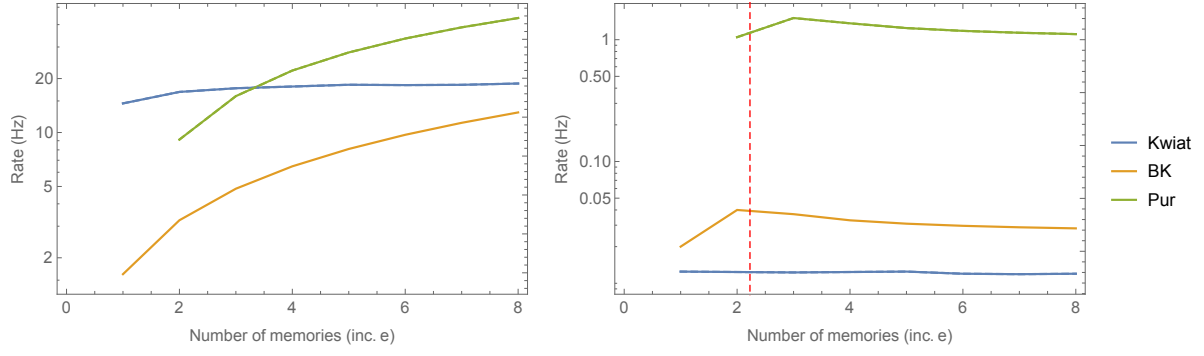 20
10
5
2
0
2
4
6
8
Rate (Hz)
Number of memories (inc. e)
1
0.50
0.10
0.05
0
2
4
6
8
Rate (Hz)
Number of memories (inc. e)
Kwiat
BK
Pur